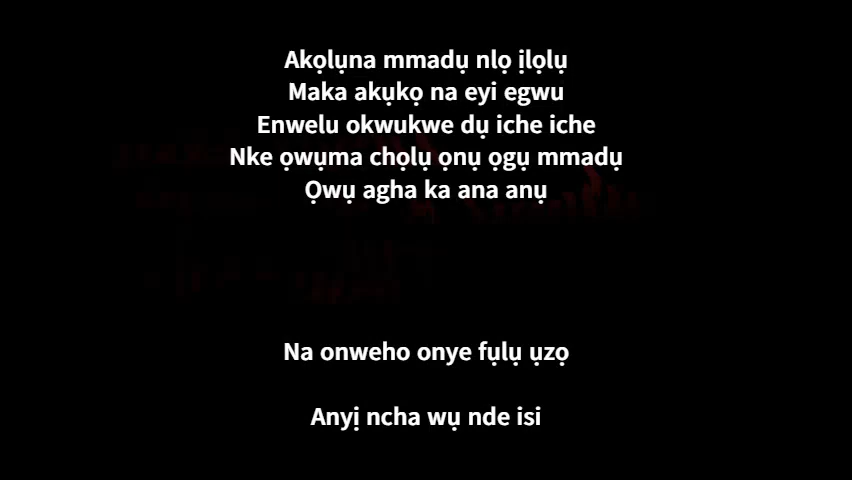 Akọlụna mmadụ nlọ ịlọlụ
Maka akụkọ na eyi egwu
Enwelu okwukwe dụ iche iche
Nke ọwụma chọlụ ọnụ ọgụ mmadụ
Ọwụ agha ka ana anụ
Na onweho onye fụlụ ụzọ
Anyị ncha wụ nde isi